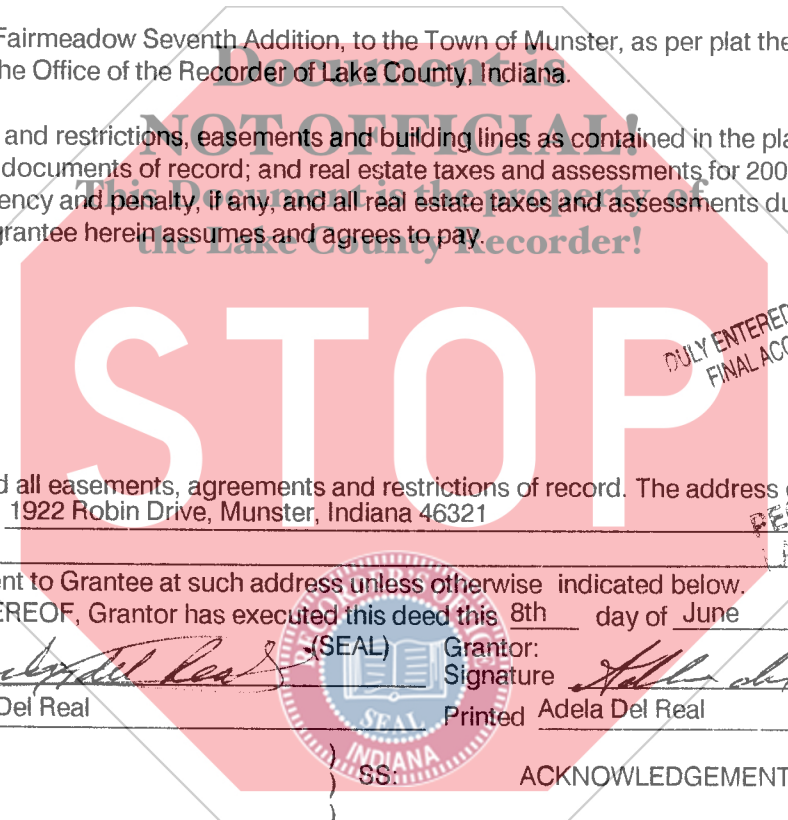 Fairmeadow Seventh Addition, to the Town of Munster, as per plat the
Document is
he Office of the Recorder of Lake County, Indiana.
NOT OFFICIAL!
and restrictions, easements and building lines as contained in the pla
documents of record; and real estate taxes and assessments for 200
This Document is the property of
ency and penalty, if any, and all real estate taxes and assessments du
grantee herein assumes and agrees to pay.
the Lake County Recorder!
STOP
DULY ENTERED
FINAL ACC
d all easements, agreements and restrictions of record. The address
1922 Robin Drive, Munster, Indiana 46321
ent to Grantee at such address unless otherwise indicated below.
EREOF, Grantor has executed this deed this 8th day of June
(SEAL) Grantor:
Signature
Del Real
Printed Adela Del Real
RECORDER'S OFFICE
SEAL
INDIANA
) SS: ACKNOWLEDGEMENT
)